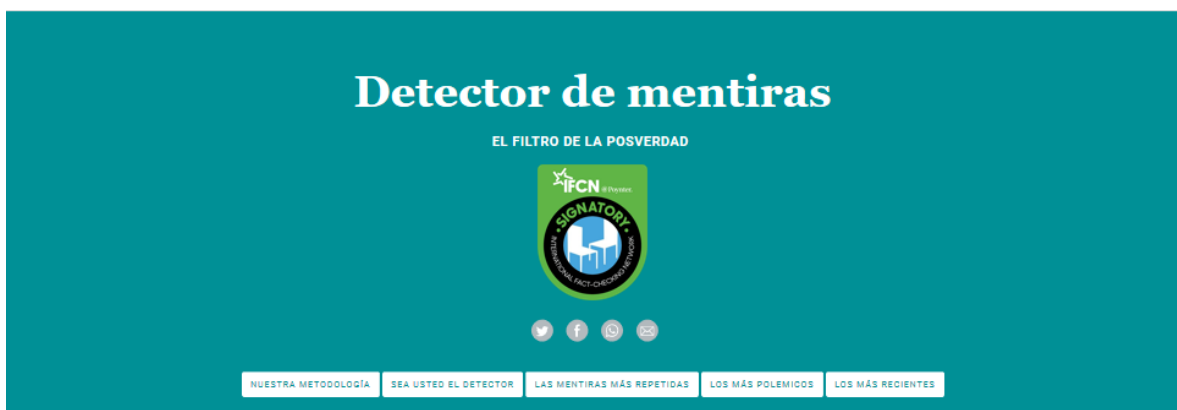 Detector de mentiras
EL FILTRO DE LA POSVERDAD
IFCN @ Poynter.
SIGNATORY
INTERNATIONAL FACT-CHECKING NETWORK
NUESTRA METODOLOGÍA SEA USTED EL DETECTOR LAS MENTIRAS MÁS REPETIDAS LOS MÁS POLEMICOS LOS MÁS RECIENTES